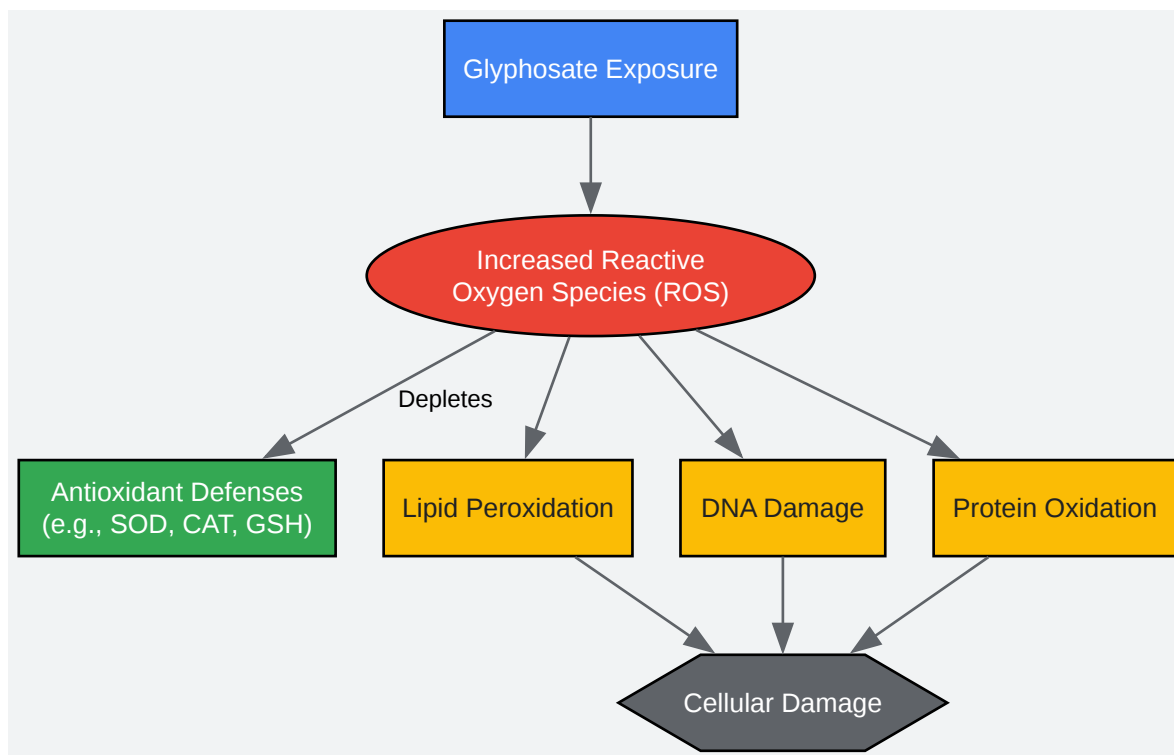 Glyphosate Exposure
Increased Reactive
Oxygen Species (ROS)
Depletes
Antioxidant Defenses
(e.g., SOD, CAT, GSH)
Lipid Peroxidation
DNA Damage
Protein Oxidation
Cellular Damage